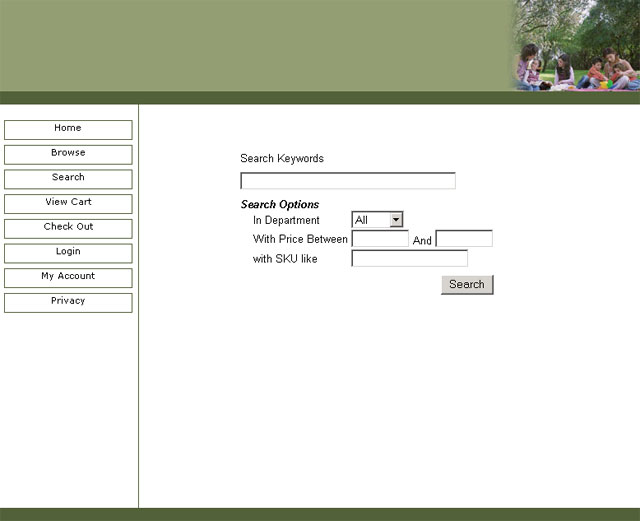 Home
Browse
Search
View Cart
Check Out
Login
My Account
Privacy
Search Keywords
Search Options
In Department All
With Price Between And
with SKU like
Search